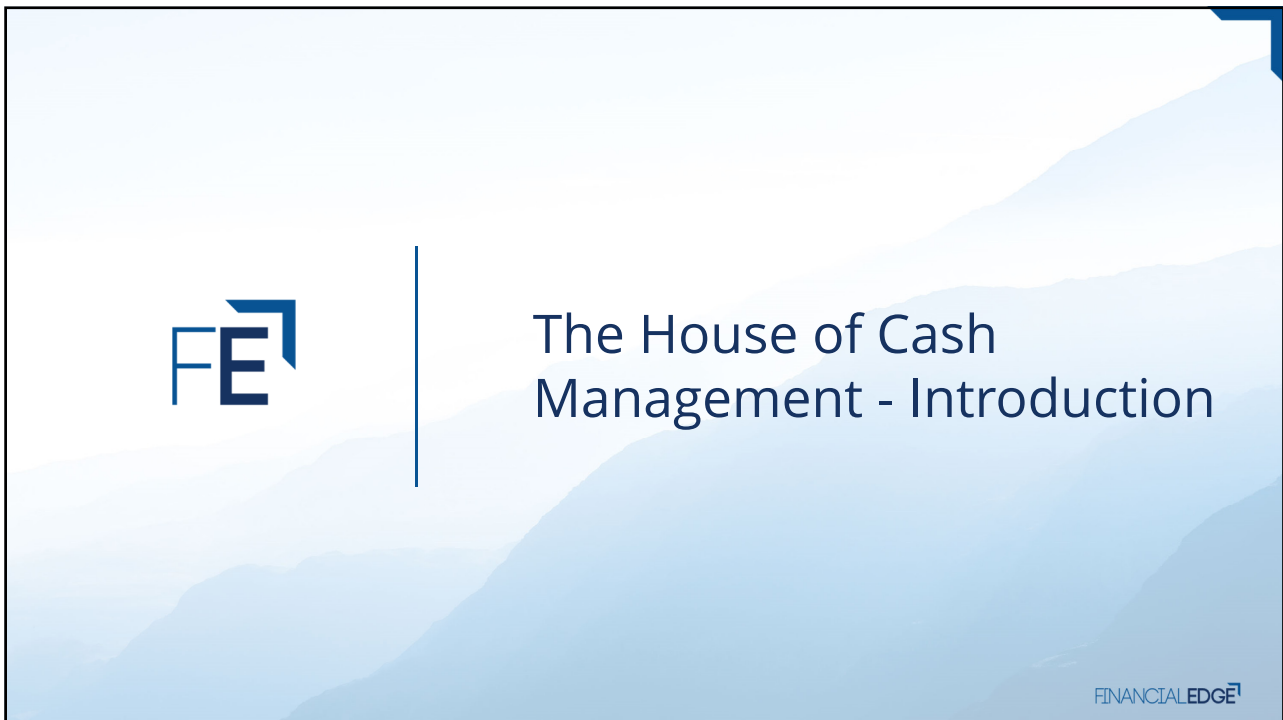 FE
The House of Cash
Management - Introduction
FINANCIALEDGE